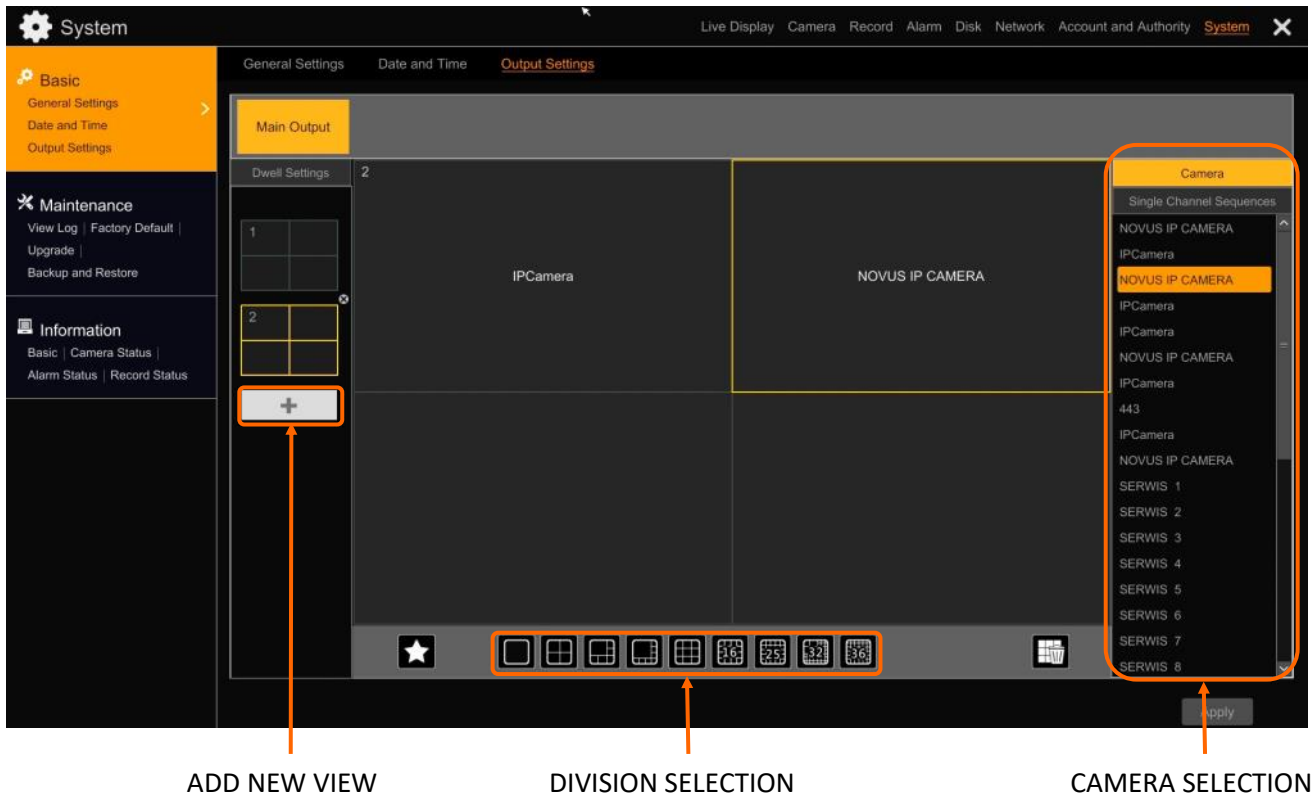 System
Live Display Camera Record Alarm Disk Network Account and Authority System
Basic
General Settings
Date and Time
Output Settings
Maintenance
View Log | Factory Default |
Upgrade |
Backup and Restore
Information
Basic | Camera Status |
Alarm Status | Record Status
General Settings Date and Time Output Settings
Main Output
Dwell Settings
1
2
2
IPCamera
NOVUS IP CAMERA
16 25 32 36
Camera
Single Channel Sequences
NOVUS IP CAMERA
IPCamera
NOVUS IP CAMERA
IPCamera
IPCamera
NOVUS IP CAMERA
IPCamera
443
IPCamera
NOVUS IP CAMERA
SERWIS 1
SERWIS 2
SERWIS 3
SERWIS 4
SERWIS 5
SERWIS 6
SERWIS 7
SERWIS 8
Apply
ADD NEW VIEW DIVISION SELECTION CAMERA SELECTION